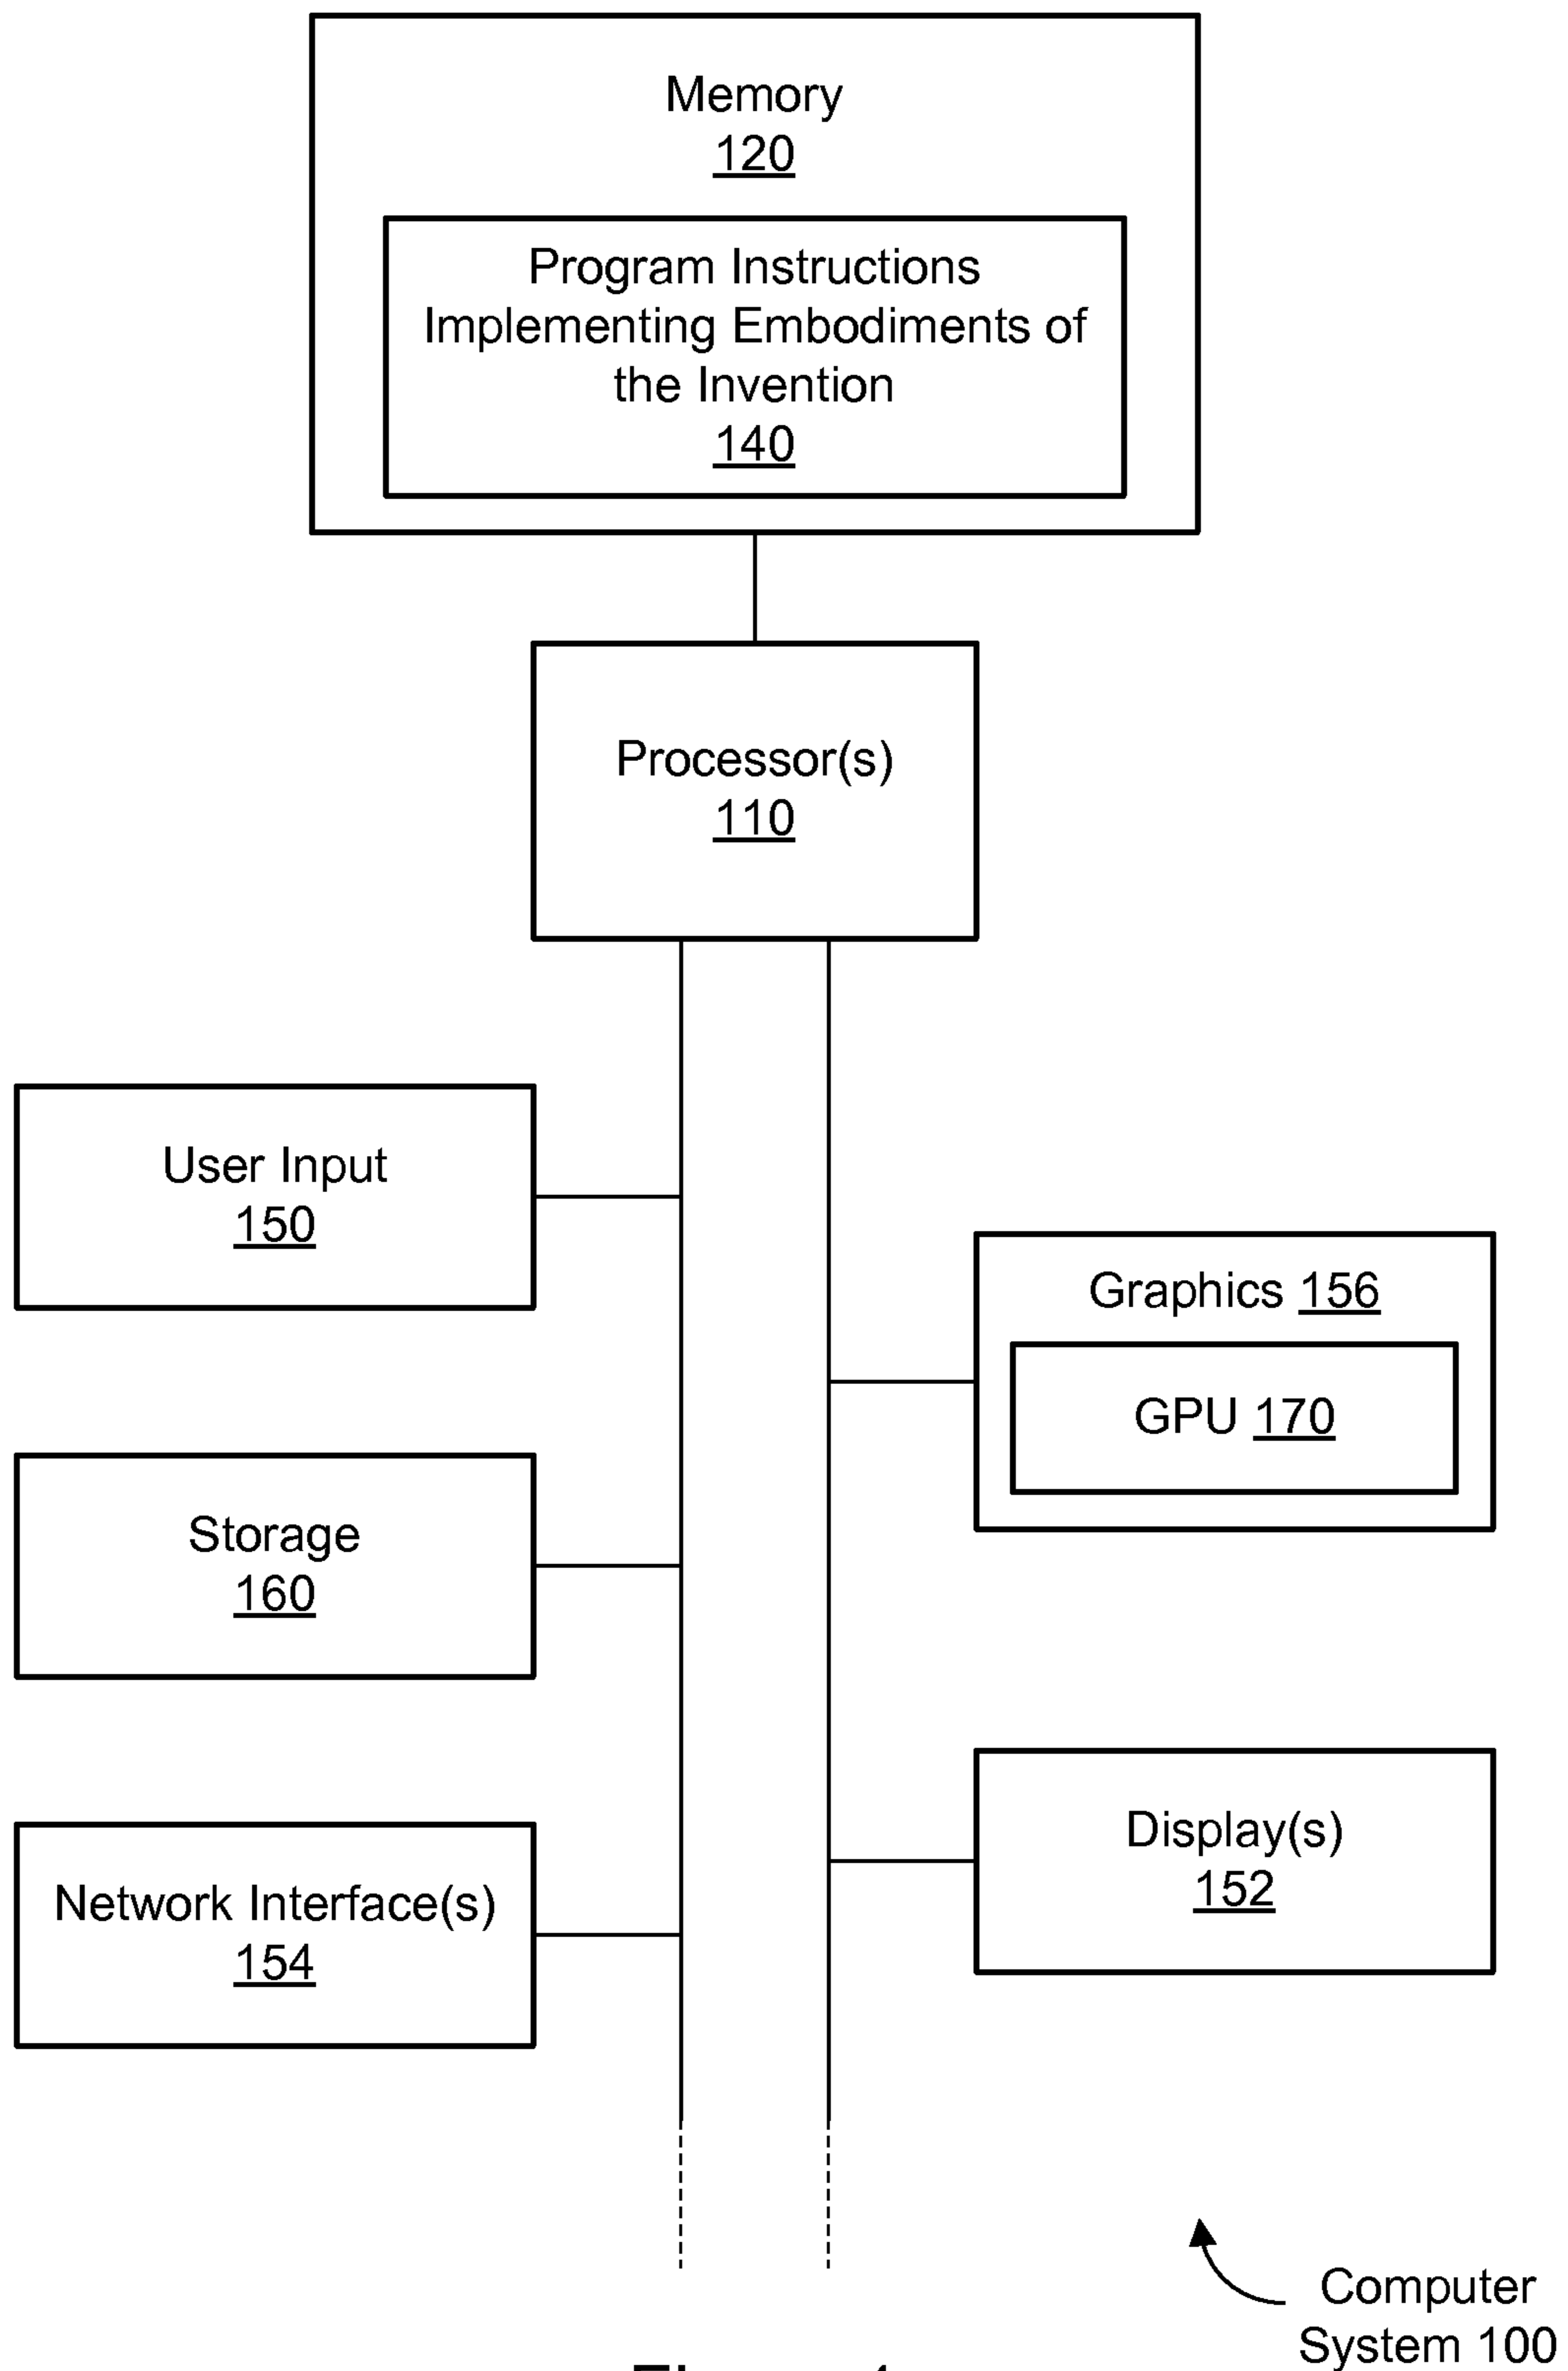 Memory
120
Program Instructions
Implementing Embodiments of
the Invention
140
Processor(s)
110
User Input
150
Graphics 156
GPU 170
Storage
160
Display(s)
152
Network Interface(s)
154
Computer
System 100